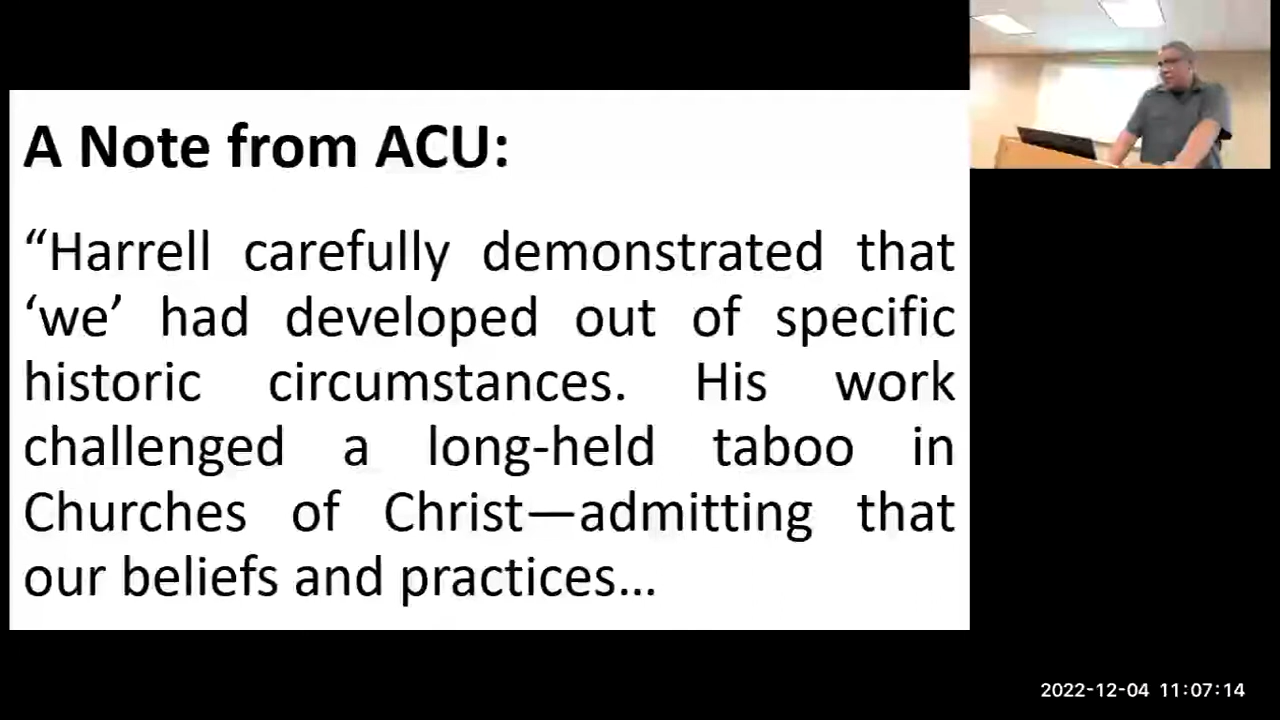 A Note from ACU:
“Harrell carefully demonstrated that
‘we’ had developed out of specific
historic circumstances. His work
challenged a long-held taboo in
Churches of Christ—admitting that
our beliefs and practices...
2022-12-04 11:07:14